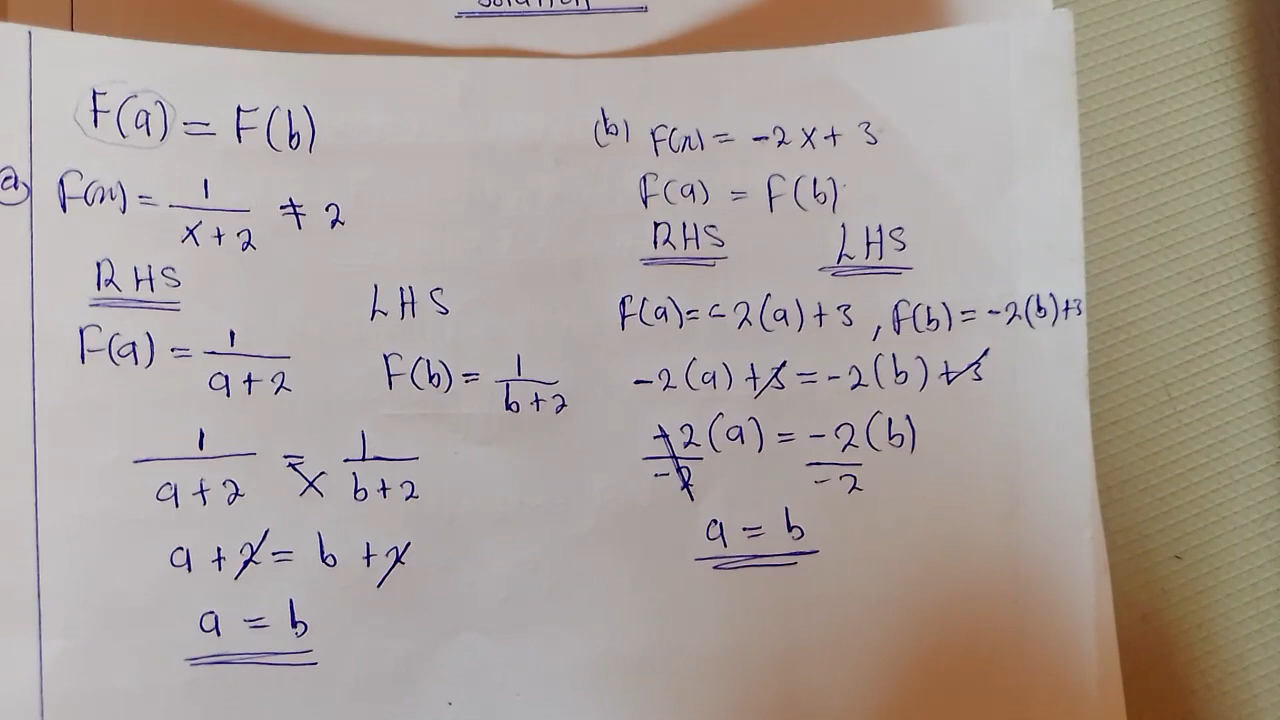 Solution
F(a) = F(b)
a) F(x) = 1/(x+2) ≠ 2
RHS LHS
F(a) = 1/(a+2) F(b) = 1/(b+2)
1/(a+2) = 1/(b+2)
×
a + 2 = b + 2
a = b
(b) F(x) = -2x + 3
F(a) = F(b)
RHS LHS
F(a) = -2(a) + 3 , F(b) = -2(b) + 3
-2(a) + 3 = -2(b) + 3
-2(a)/-2 = -2(b)/-2
a = b